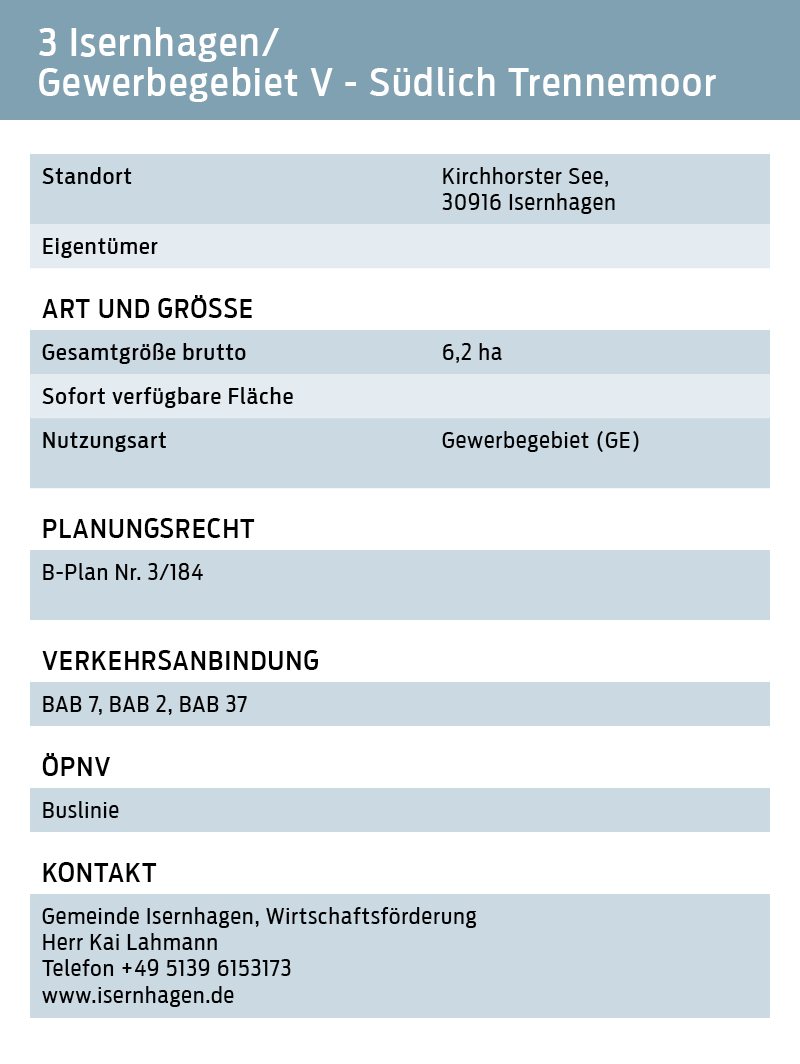 3 Isernhagen/
Gewerbegebiet V - Südlich Trennemoor
Standort
Kirchhorster See,
30916 Isernhagen
Eigentümer
ART UND GRÖSSE
Gesamtgröße brutto
6,2 ha
Sofort verfügbare Fläche
Nutzungsart
Gewerbegebiet (GE)
PLANUNGSRECHT
B-Plan Nr. 3/184
VERKEHRSANBINDUNG
BAB 7, BAB 2, BAB 37
ÖPNV
Buslinie
KONTAKT
Gemeinde Isernhagen, Wirtschaftsförderung
Herr Kai Lahmann
Telefon +49 5139 6153173
www.isernhagen.de